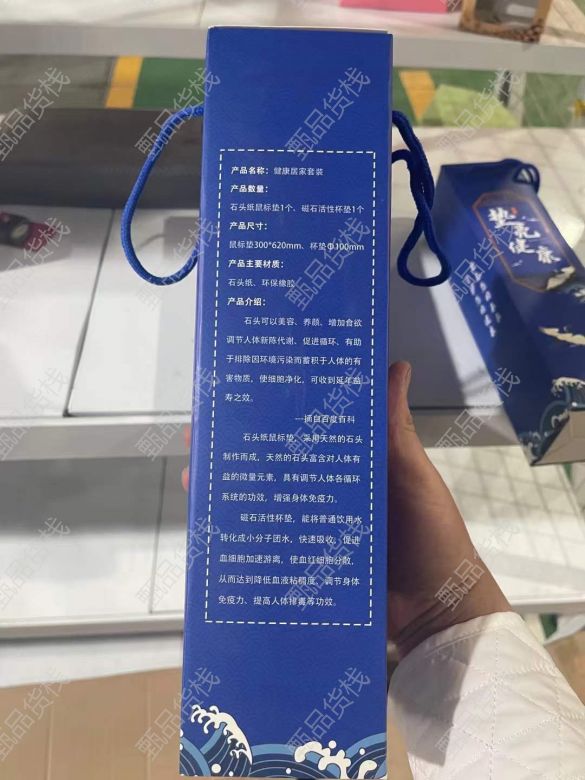 产品名称：健康居家套装
产品数量：
石头纸鼠标垫1个、磁石活性杯垫1个
产品尺寸：
鼠标垫300*620mm、杯垫Φ100mm
产品主要材质：
石头纸、环保橡胶
产品介绍：
石头可以美容、养颜、增加食欲
调节人体新陈代谢、促进循环、有助
于排除因环境污染而蓄积于人体的有
害物质，使细胞净化，可收到延年益
寿之效。
---摘自百度百科
石头纸鼠标垫，采用天然的石头
制作而成，天然的石头富含对人体有
益的微量元素，具有调节人体各循环
系统的功效，增强身体免疫力。
磁石活性杯垫，能将普通饮用水
转化成小分子团水，快速吸收、促进
血细胞加速游离，使血红细胞分散，
从而达到降低血液粘稠度，调节身体
免疫力、提高人体排毒等功效。
健康
甄品货栈